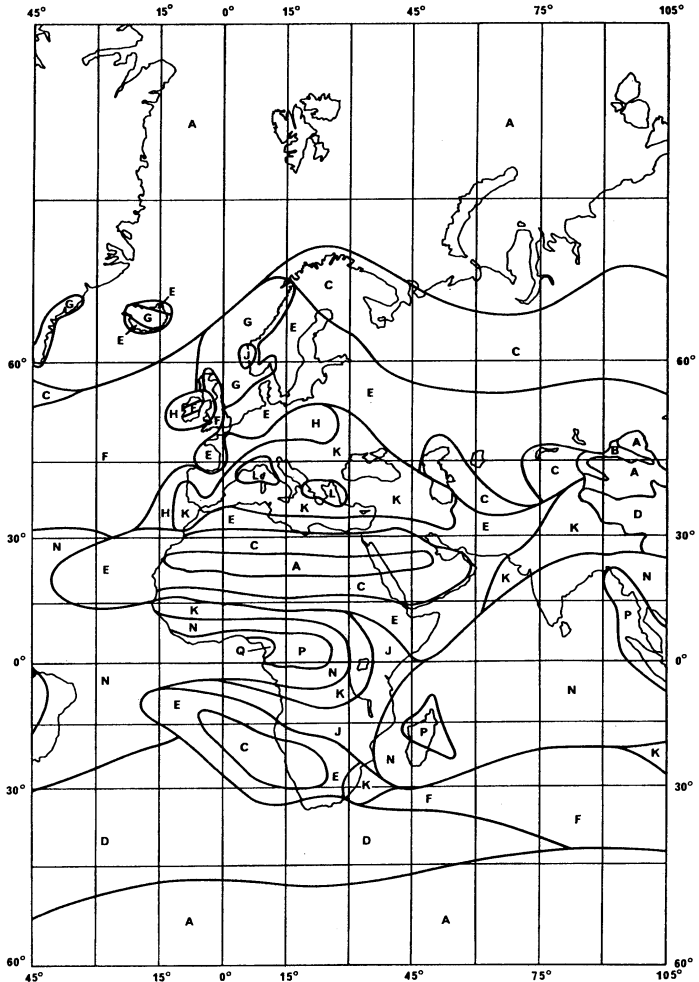 45° 15° 0° 15° 45° 75° 105°
A A
G E C
G G E
E J
60° C 60°
C G E
H E F E H
F E K B A
L C C A
H K L K K D
E E K
30° C 30°
N E A N
C K
K E P
N
Q P J
0° N 0°
N K N
E
J P
C N K
E K
30° F 30°
F
D D
A A
60° 60°
45° 15° 0° 15° 45° 75° 105°